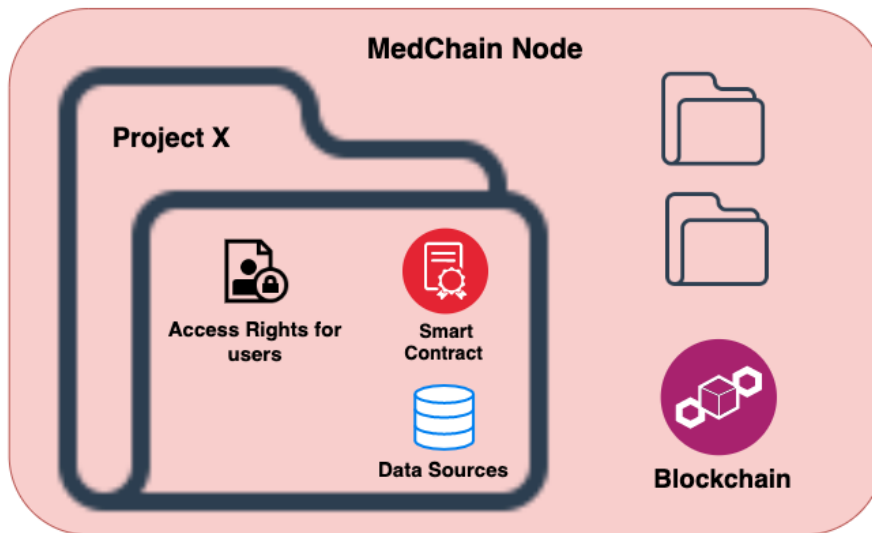 MedChain Node
Project X
Access Rights for
users
Smart
Contract
Data Sources
Blockchain